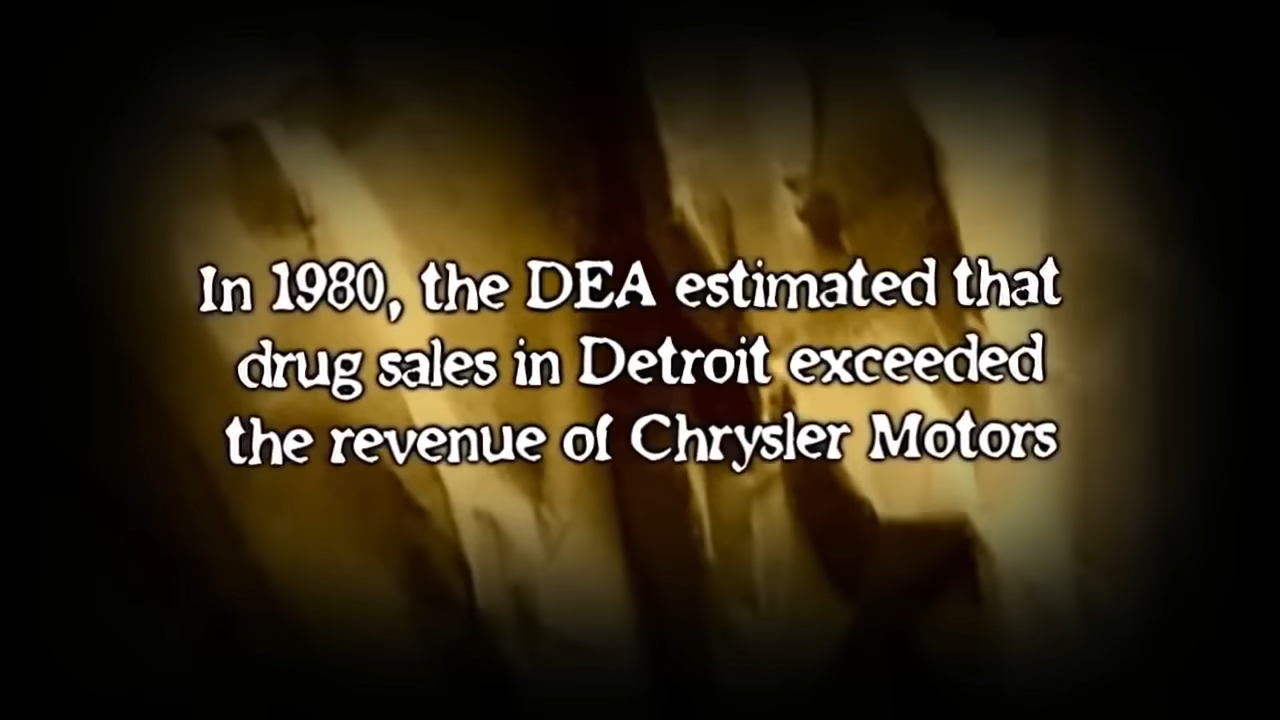 In 1980, the DEA estimated that
drug sales in Detroit exceeded
the revenue of Chrysler Motors